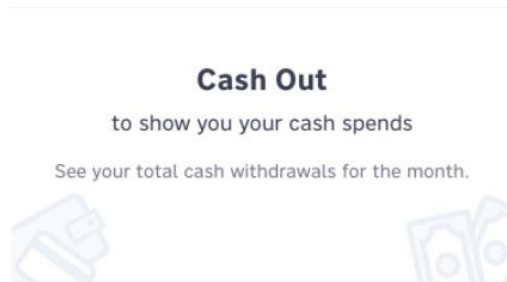 Cash Out
to show you your cash spends
See your total cash withdrawals for the month.